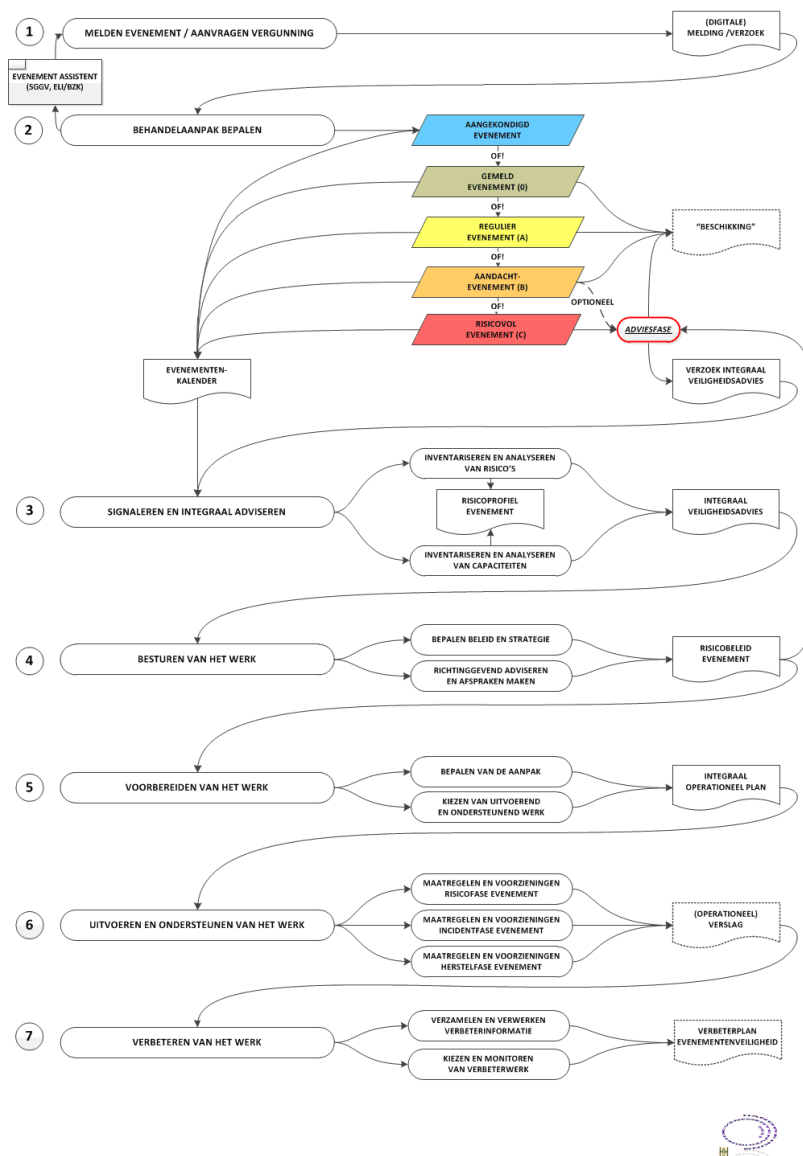 1
MELDEN EVENEMENT / AANVRAGEN VERGUNNING
(DIGITALE)
MELDING /VERZOEK
EVENEMENT ASSISTENT
(SGGV, ELI/BZK)
2
BEHANDELAANPAK BEPALEN
AANGEKONDIGD
EVENEMENT
OF!
GEMELD
EVENEMENT (0)
OF!
REGULIER
EVENEMENT (A)
"BESCHIKKING"
OF!
AANDACHT-
EVENEMENT (B)
OPTIONEEL
OF!
RISICOVOL
EVENEMENT (C)
ADVIESFASE
EVENEMENTEN-
KALENDER
VERZOEK INTEGRAAL
VEILIGHEIDSADVIES
3
SIGNALEREN EN INTEGRAAL ADVISEREN
INVENTARISEREN EN ANALYSEREN
VAN RISICO'S
RISICOPROFIEL
EVENEMENT
INVENTARISEREN EN ANALYSEREN
VAN CAPACITEITEN
INTEGRAAL
VEILIGHEIDSADVIES
4
BESTUREN VAN HET WERK
BEPALEN BELEID EN STRATEGIE
RICHTINGGEVEND ADVISEREN
EN AFSPRAKEN MAKEN
RISICOBELEID
EVENEMENT
5
VOORBEREIDEN VAN HET WERK
BEPALEN VAN DE AANPAK
KIEZEN VAN UITVOEREND
EN ONDERSTEUNEND WERK
INTEGRAAL
OPERATIONEEL PLAN
6
UITVOEREN EN ONDERSTEUNEN VAN HET WERK
MAATREGELEN EN VOORZIENINGEN
RISICOFASE EVENEMENT
MAATREGELEN EN VOORZIENINGEN
INCIDENTFASE EVENEMENT
MAATREGELEN EN VOORZIENINGEN
HERSTELFASE EVENEMENT
(OPERATIONEEL)
VERSLAG
7
VERBETEREN VAN HET WERK
VERZAMELEN EN VERWERKEN
VERBETERINFORMATIE
KIEZEN EN MONITOREN
VAN VERBETERWERK
VERBETERPLAN
EVENEMENTENVEILIGHEID